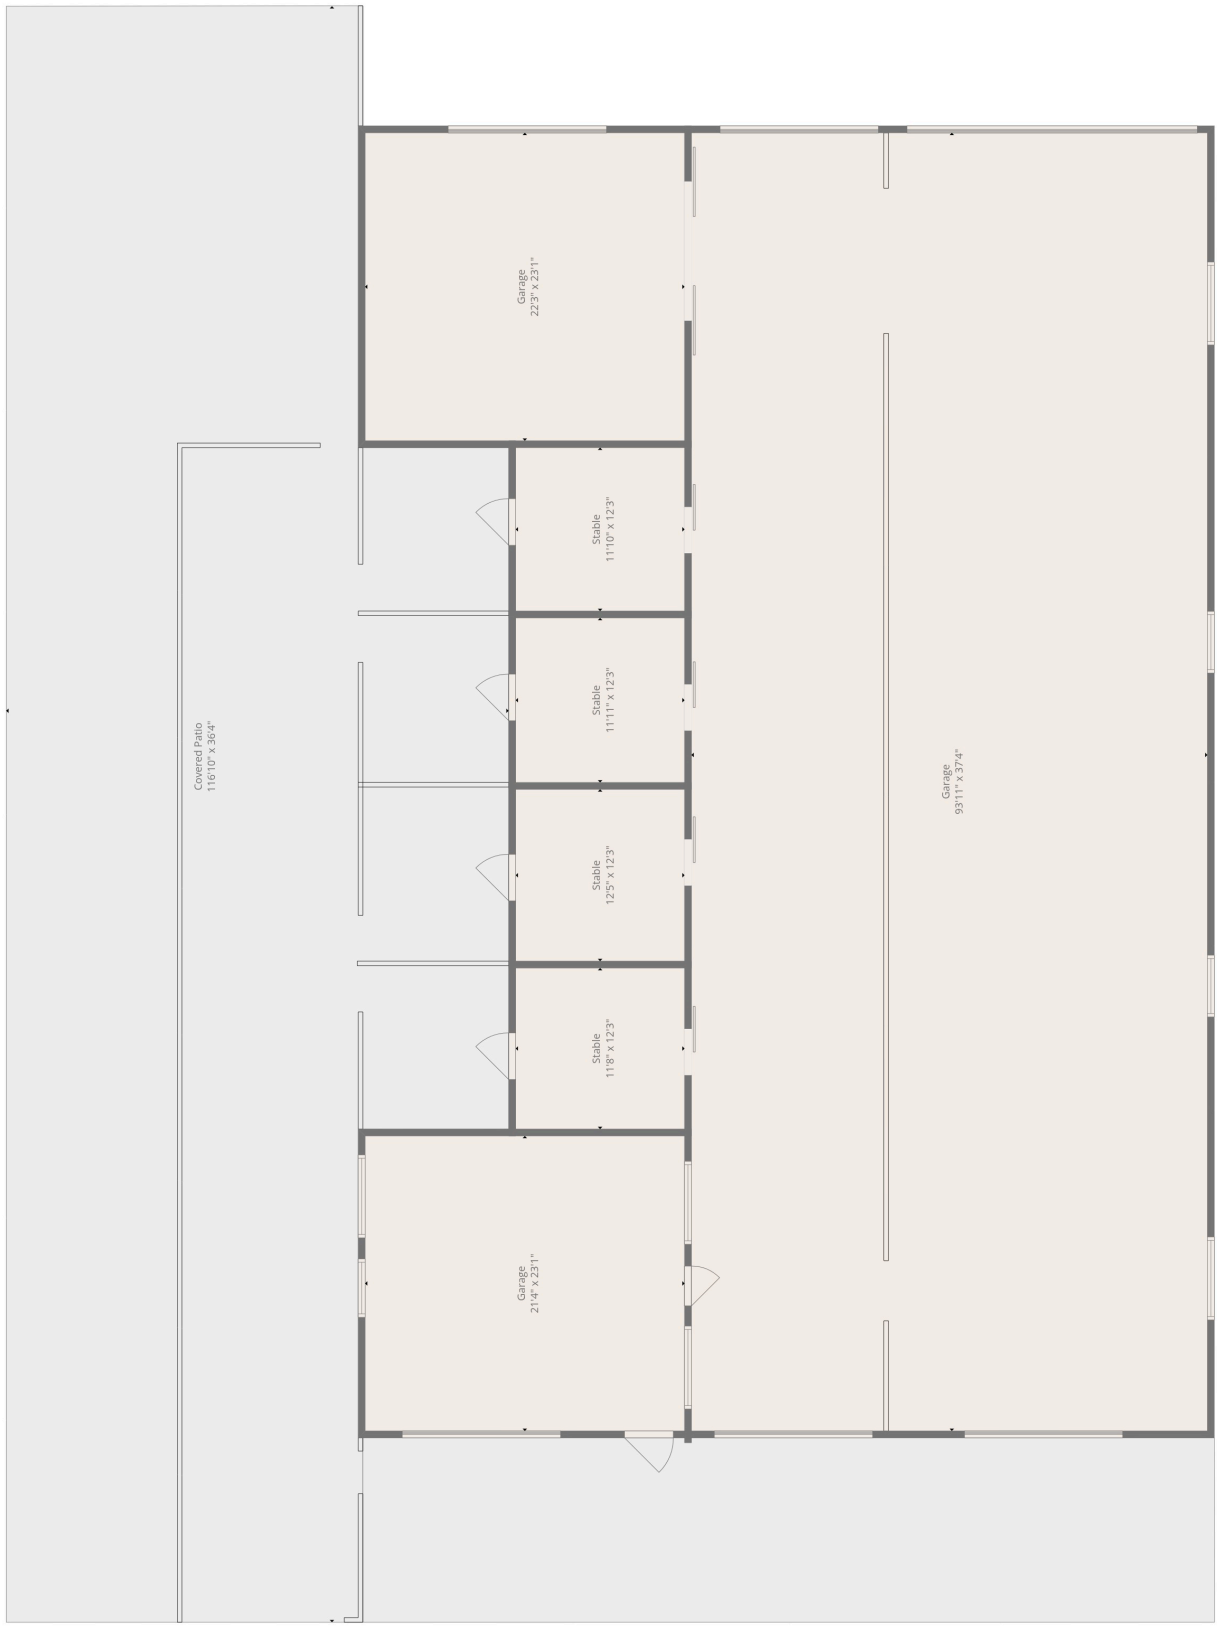 Garage
22'3" x 23'1"
Stable
11'10" x 12'3"
Stable
11'11" x 12'3"
Covered Patio
116'10" x 36'4"
Garage
93'11" x 37'4"
Stable
12'5" x 12'3"
Stable
11'8" x 12'3"
Garage
21'4" x 23'1"